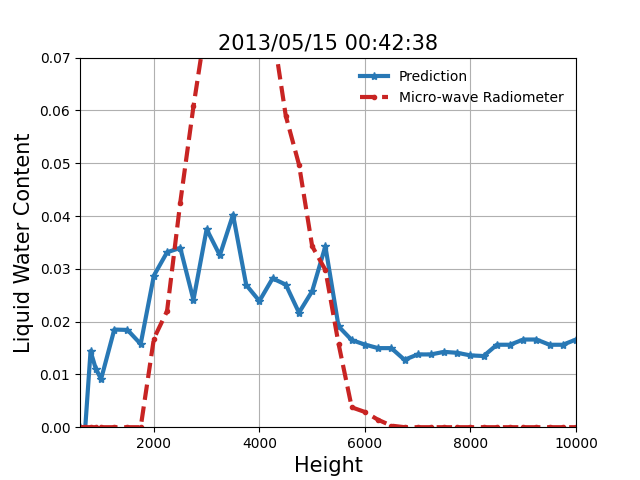 2013/05/15 00:42:38
0.07
0.06
0.05
0.04
0.03
0.02
0.01
0.00
Liquid Water Content
Prediction
Micro-wave Radiometer
2000 4000 6000 8000 10000
Height